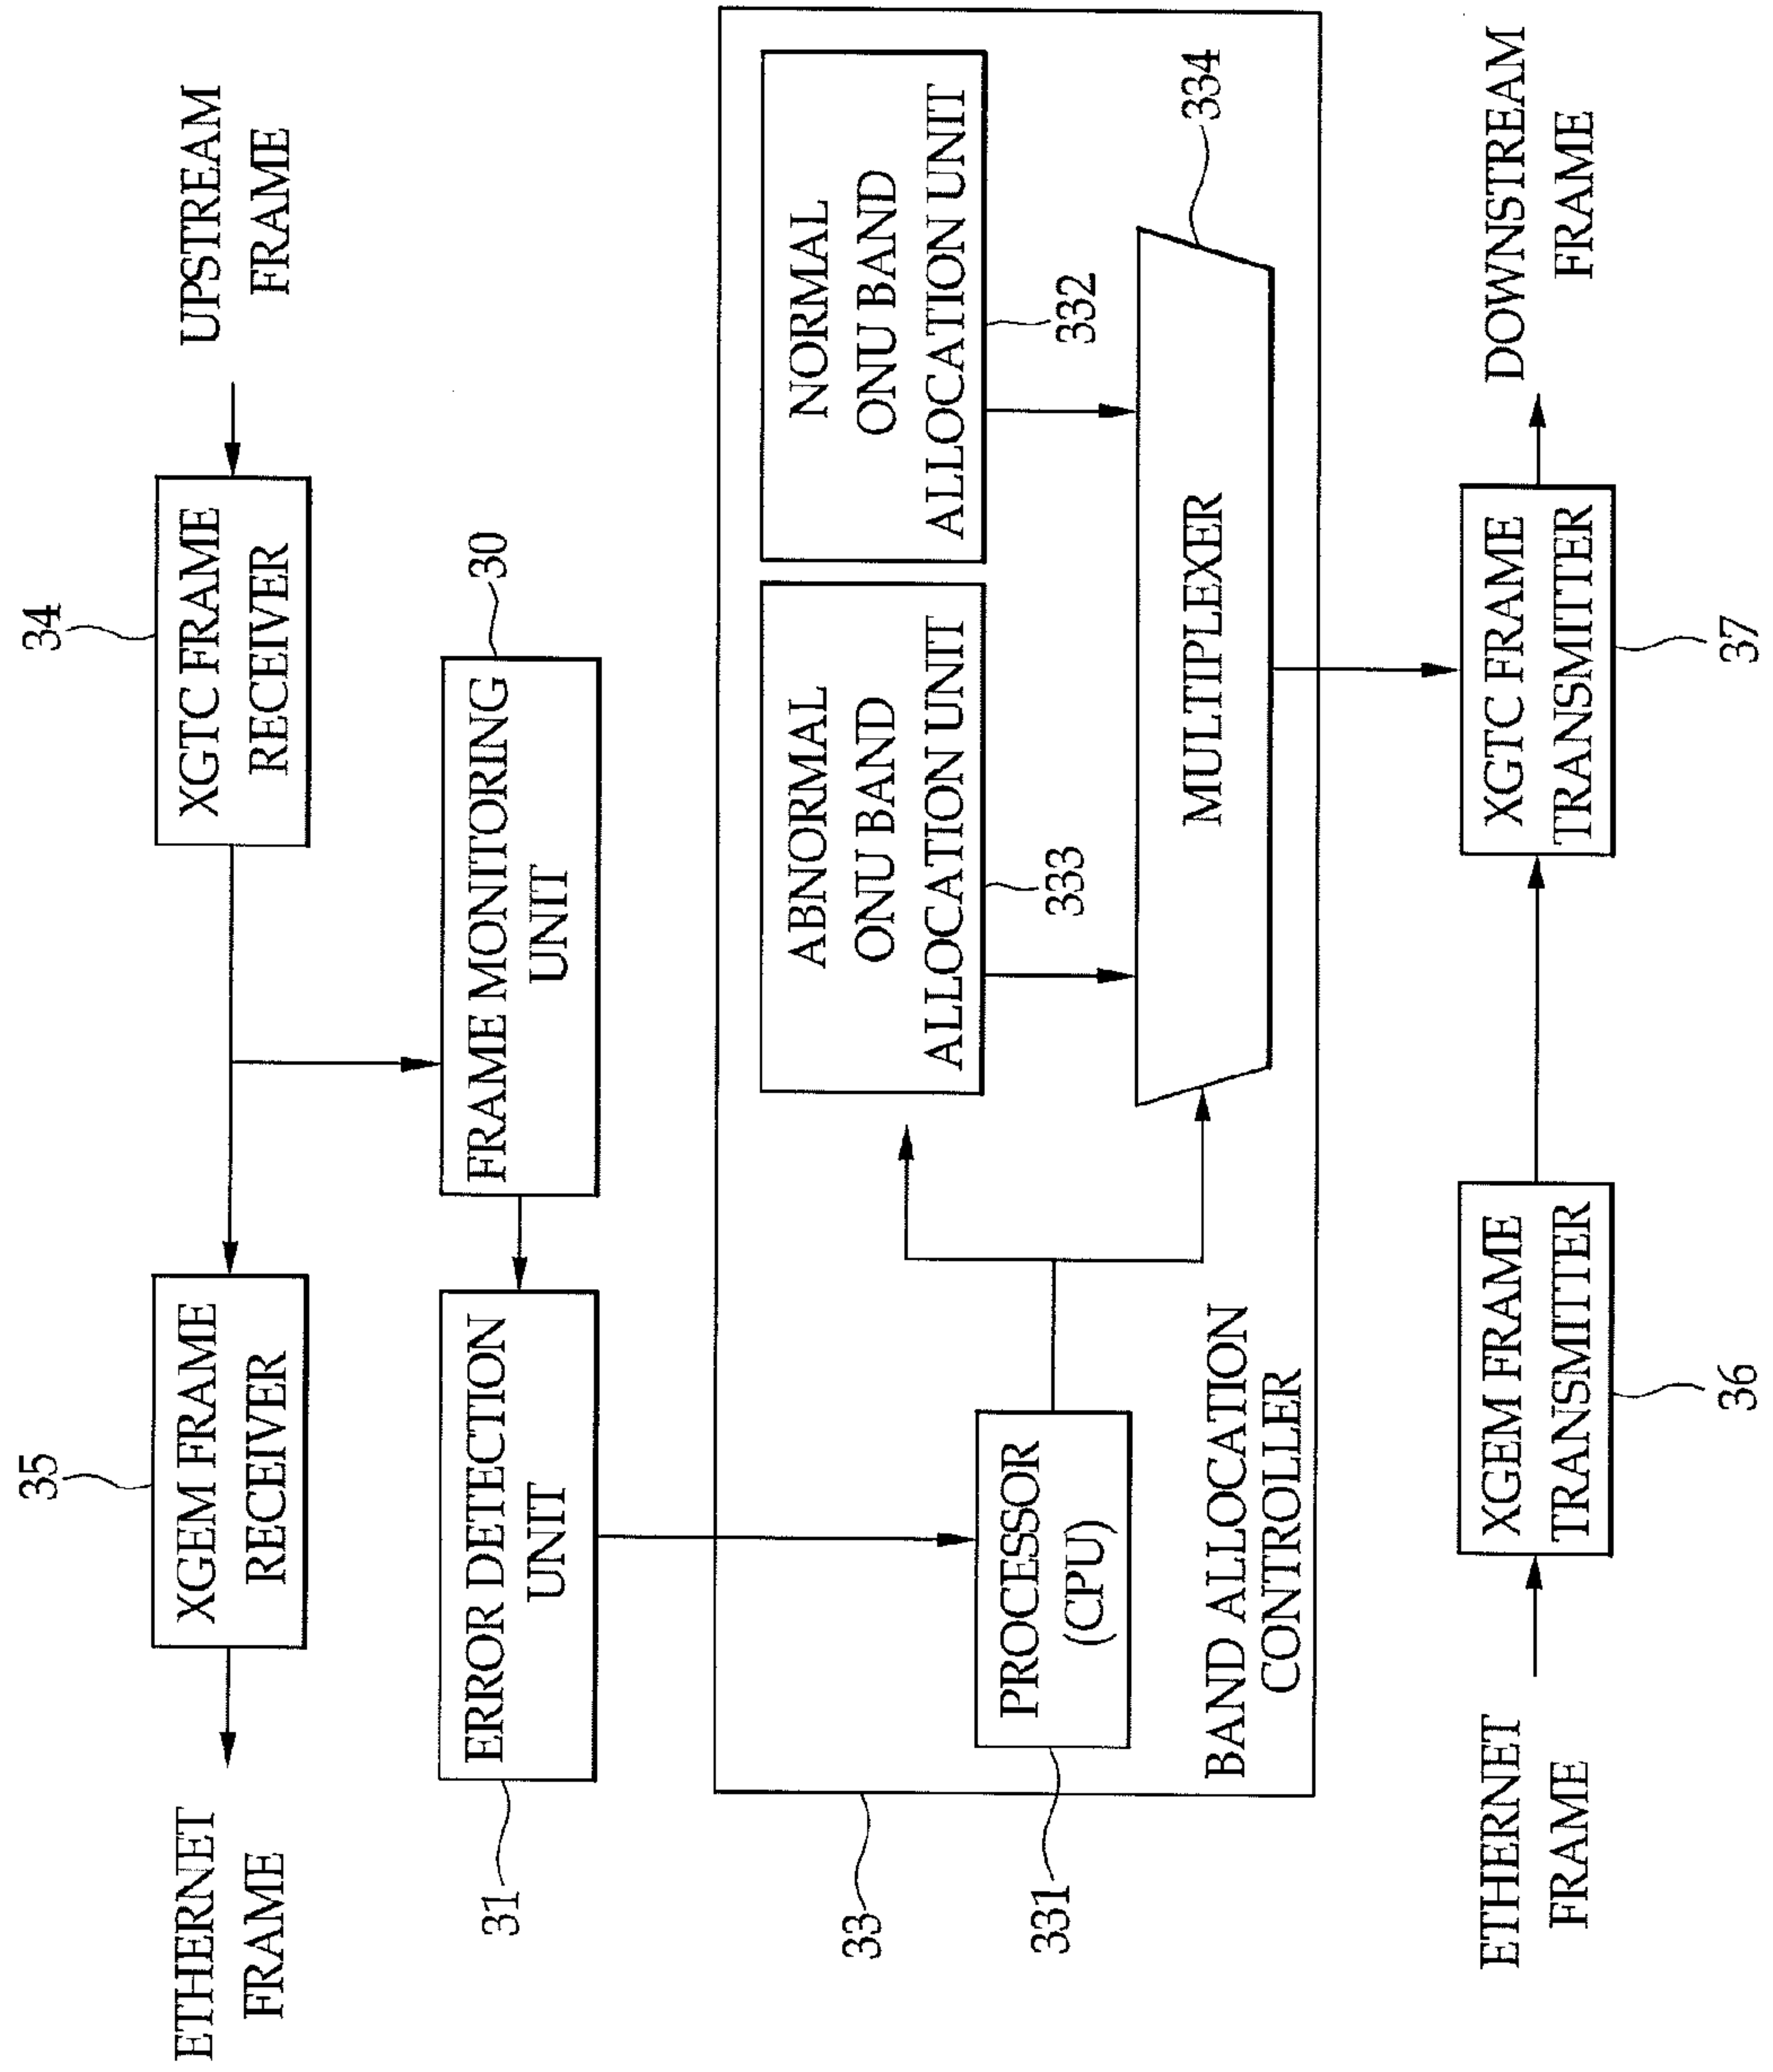 ETHERNET
FRAME
35
XGEM FRAME
RECEIVER
34
XGTC FRAME
RECEIVER
UPSTREAM
FRAME
31
ERROR DETECTION
UNIT
FRAME MONITORING
UNIT
30
33
331
PROCESSOR
(CPU)
BAND ALLOCATION
CONTROLLER
ABNORMAL
ONU BAND
ALLOCATION UNIT
333
NORMAL
ONU BAND
ALLOCATION UNIT
332
MULTIPLEXER
334
ETHERNET
FRAME
XGEM FRAME
TRANSMITTER
36
XGTC FRAME
TRANSMITTER
37
DOWNSTREAM
FRAME